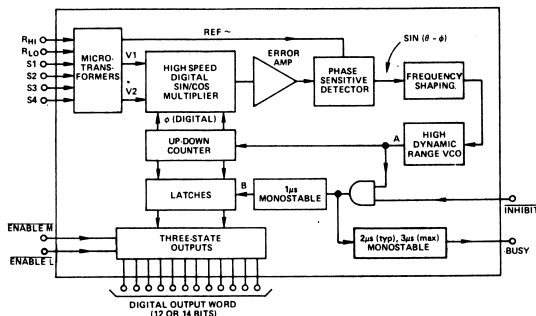 RHI
RLO
S1
S2
S3
S4
MICRO-
TRANS-
FORMERS
REF ~
V1
V2
HIGH SPEED
DIGITAL
SIN/COS
MULTIPLIER
ERROR
AMP
PHASE
SENSITIVE
DETECTOR
SIN (θ - ϕ)
FREQUENCY
SHAPING.
ϕ (DIGITAL)
UP-DOWN
COUNTER
A
HIGH
DYNAMIC
RANGE VCO
LATCHES
B
1μs
MONOSTABLE
INHIBIT
ENABLE M
ENABLE L
THREE-STATE
OUTPUTS
2μs (typ), 3μs (max)
MONOSTABLE
BUSY
DIGITAL OUTPUT WORD
(12 OR 14 BITS)